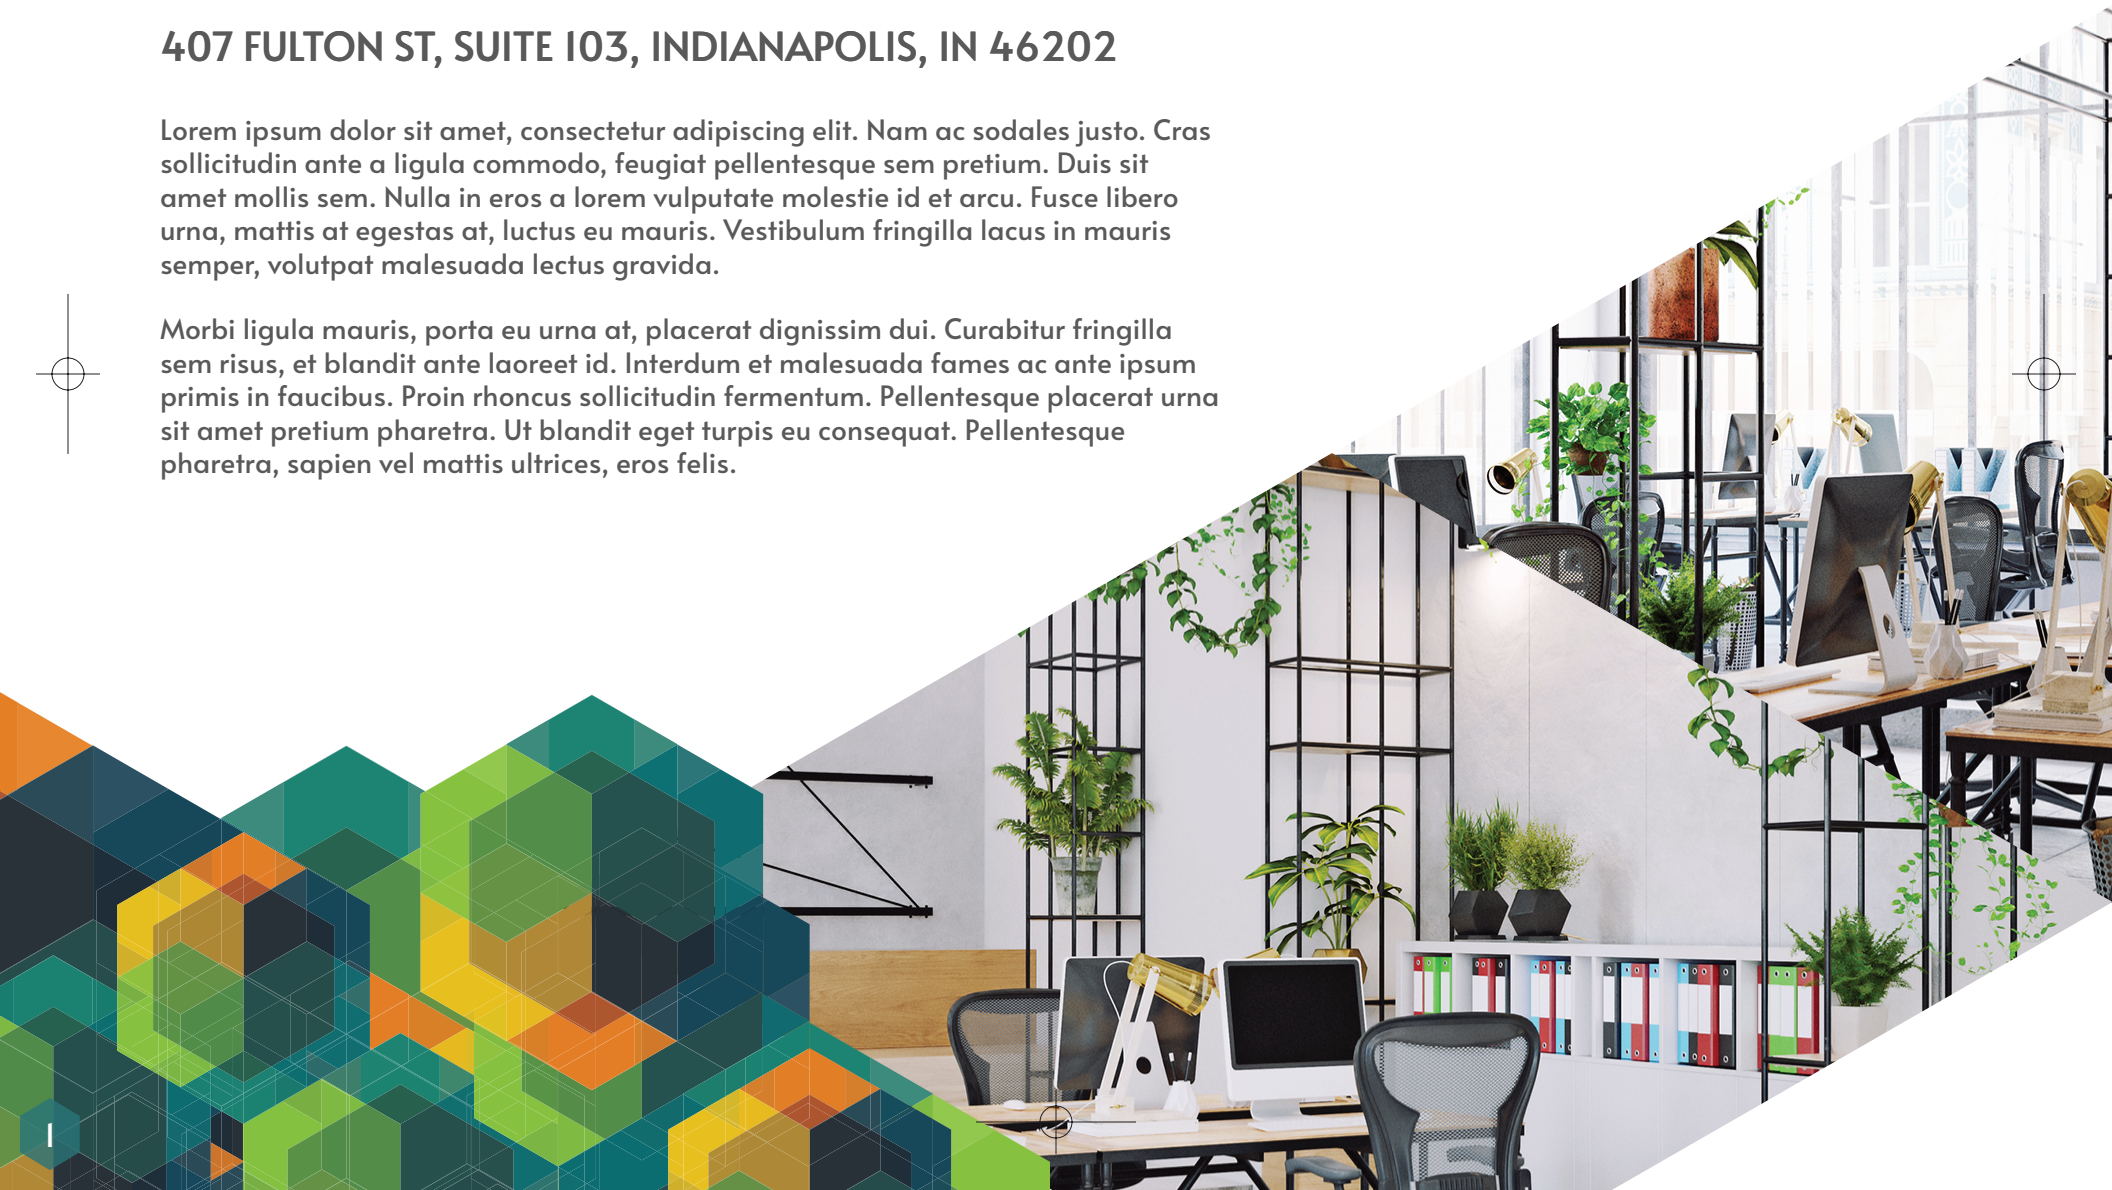 407 FULTON ST, SUITE 103, INDIANAPOLIS, IN 46202
Lorem ipsum dolor sit amet, consectetur adipiscing elit. Nam ac sodales justo. Cras
sollicitudin ante a ligula commodo, feugiat pellentesque sem pretium. Duis sit
amet mollis sem. Nulla in eros a lorem vulputate molestie id et arcu. Fusce libero
urna, mattis at egestas at, luctus eu mauris. Vestibulum fringilla lacus in mauris
semper, volutpat malesuada lectus gravida.
Morbi ligula mauris, porta eu urna at, placerat dignissim dui. Curabitur fringilla
sem risus, et blandit ante laoreet id. Interdum et malesuada fames ac ante ipsum
primis in faucibus. Proin rhoncus sollicitudin fermentum. Pellentesque placerat urna
sit amet pretium pharetra. Ut blandit eget turpis eu consequat. Pellentesque
pharetra, sapien vel mattis ultrices, eros felis.
1